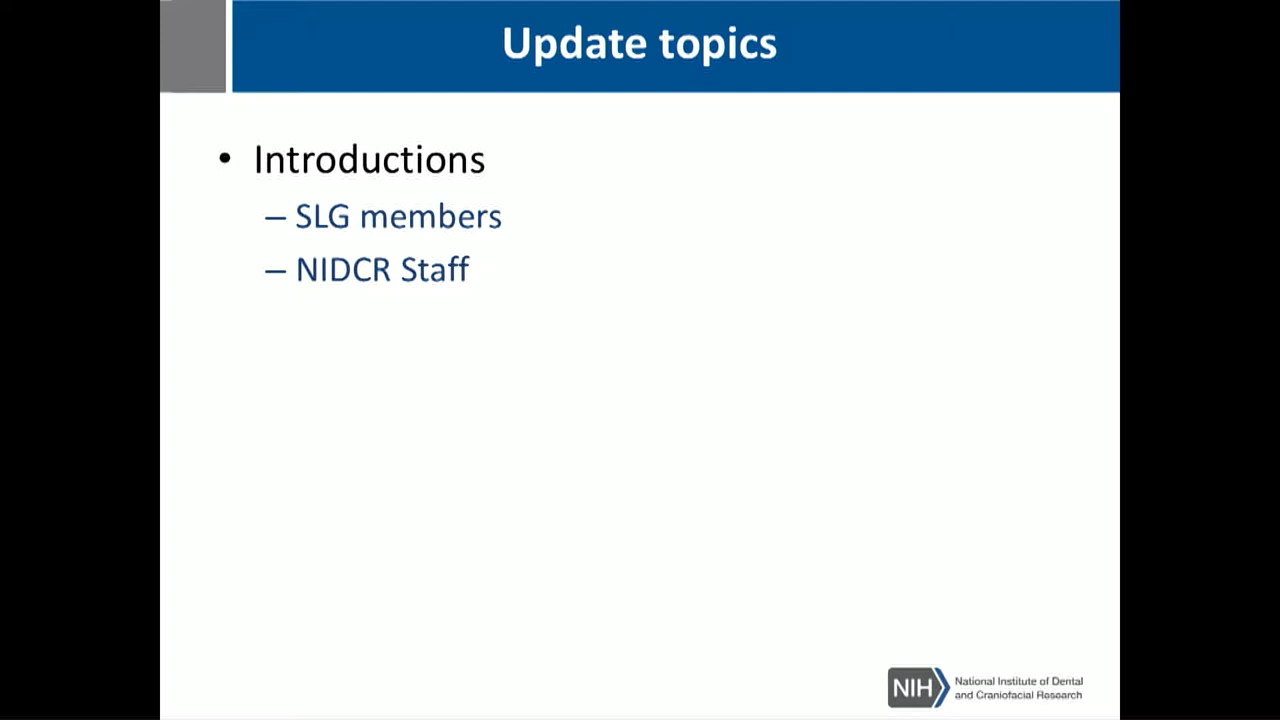 Update topics
• Introductions
– SLG members
– NIDCR Staff
NIH National Institute of Dental
and Craniofacial Research